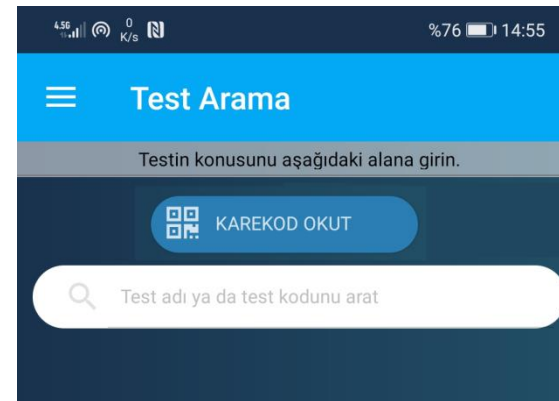 4.5G 0 K/s %76 14:55
Test Arama
Testin konusunu aşağıdaki alana girin.
KAREKOD OKUT
Test adı ya da test kodunu arat